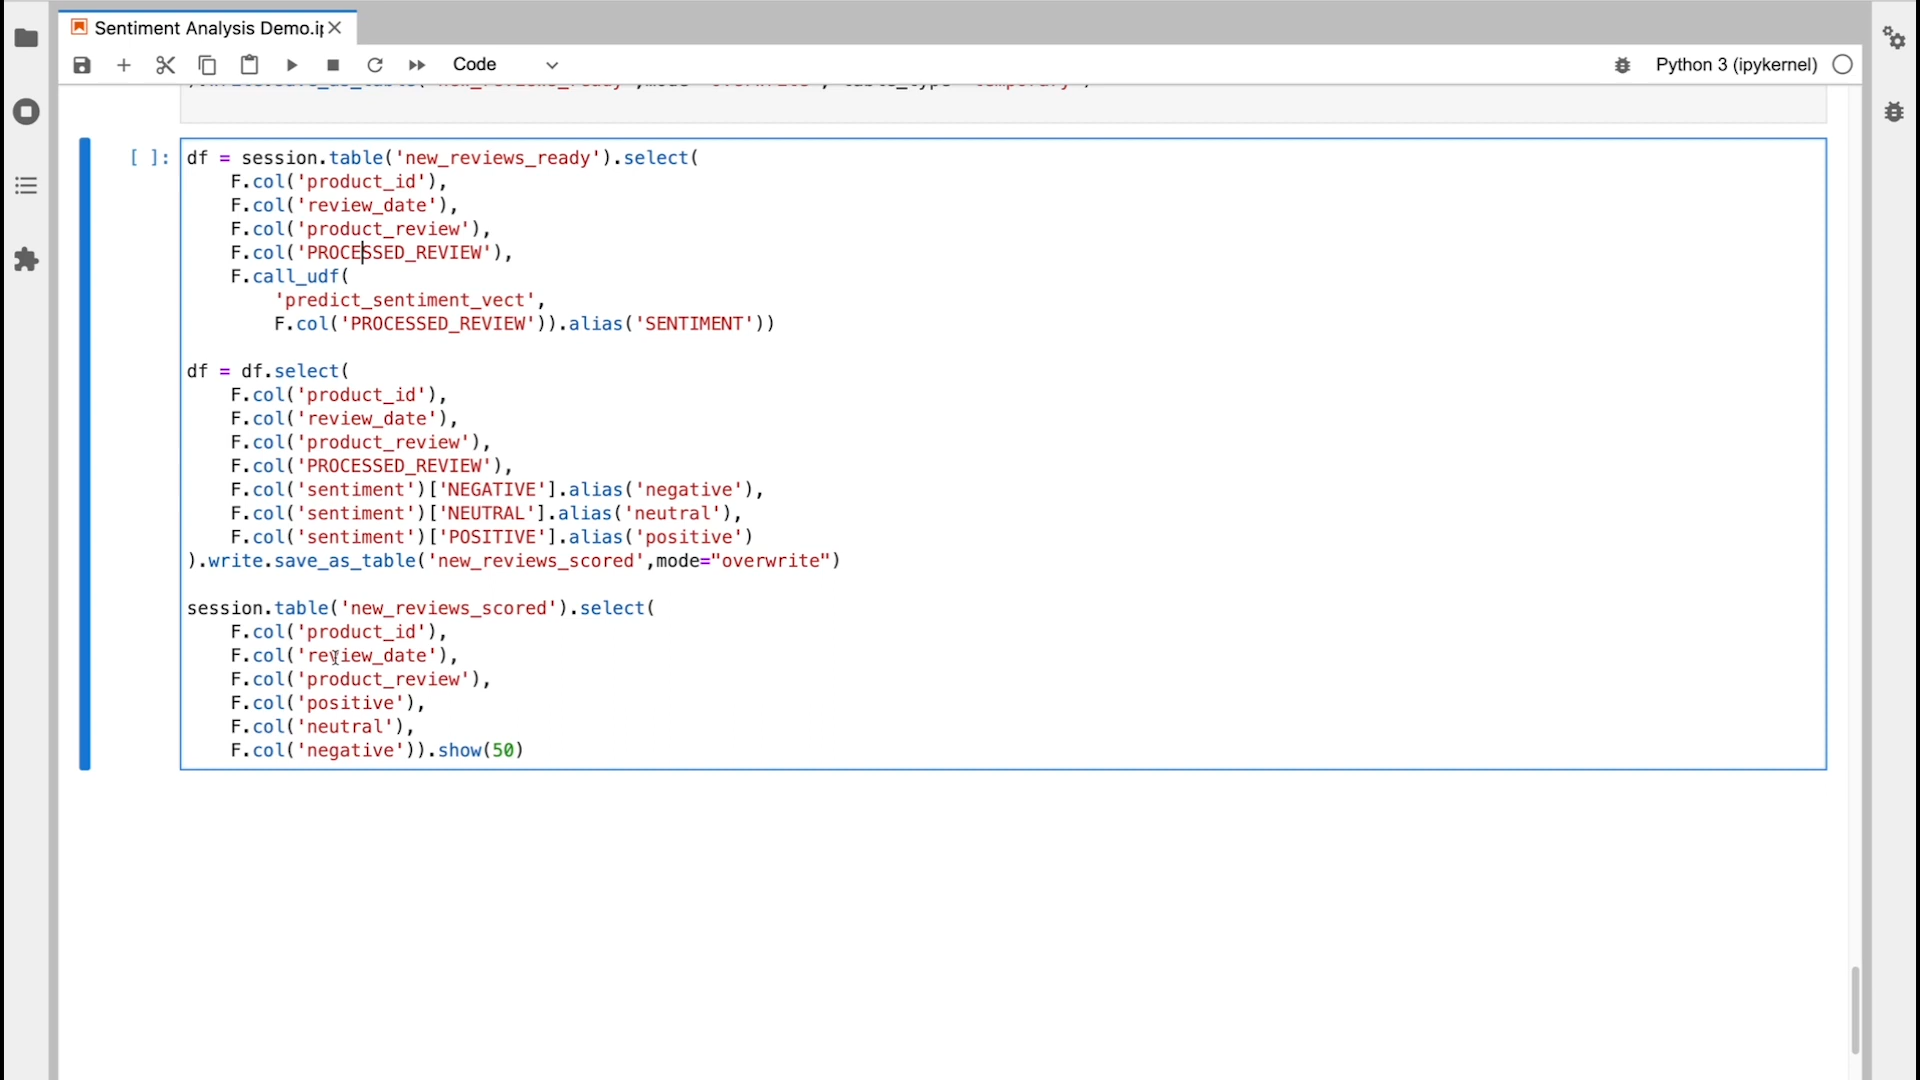 Sentiment Analysis Demo.ip
Code
Python 3 (ipykernel)
[ ]:
df = session.table('new_reviews_ready').select(
F.col('product_id'),
F.col('review_date'),
F.col('product_review'),
F.col('PROCESSED_REVIEW'),
F.call_udf(
'predict_sentiment_vect',
F.col('PROCESSED_REVIEW')).alias('SENTIMENT'))
df = df.select(
F.col('product_id'),
F.col('review_date'),
F.col('product_review'),
F.col('PROCESSED_REVIEW'),
F.col('sentiment')['NEGATIVE'].alias('negative'),
F.col('sentiment')['NEUTRAL'].alias('neutral'),
F.col('sentiment')['POSITIVE'].alias('positive')
).write.save_as_table('new_reviews_scored',mode="overwrite")
session.table('new_reviews_scored').select(
F.col('product_id'),
F.col('review_date'),
F.col('product_review'),
F.col('positive'),
F.col('neutral'),
F.col('negative')).show(50)